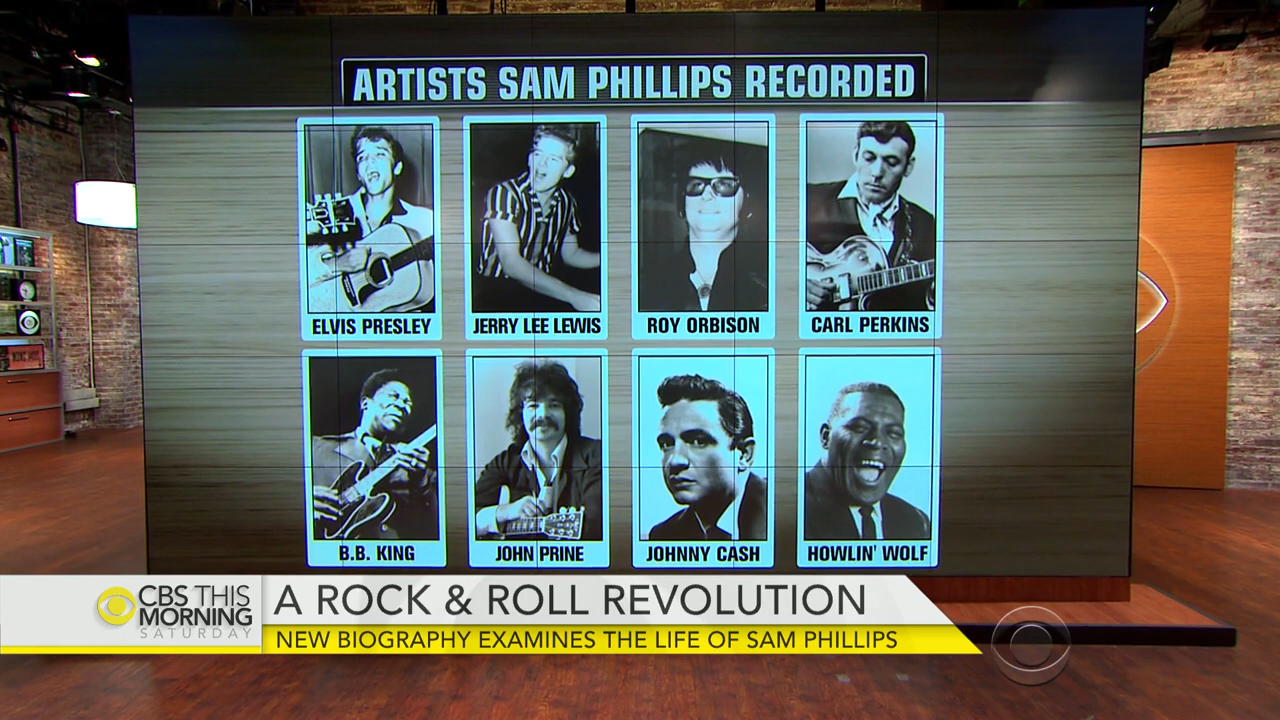 ARTISTS SAM PHILLIPS RECORDED
ELVIS PRESLEY
JERRY LEE LEWIS
ROY ORBISON
CARL PERKINS
B.B. KING
JOHN PRINE
JOHNNY CASH
HOWLIN' WOLF
CBS THIS
MORNING
SATURDAY
A ROCK & ROLL REVOLUTION
NEW BIOGRAPHY EXAMINES THE LIFE OF SAM PHILLIPS